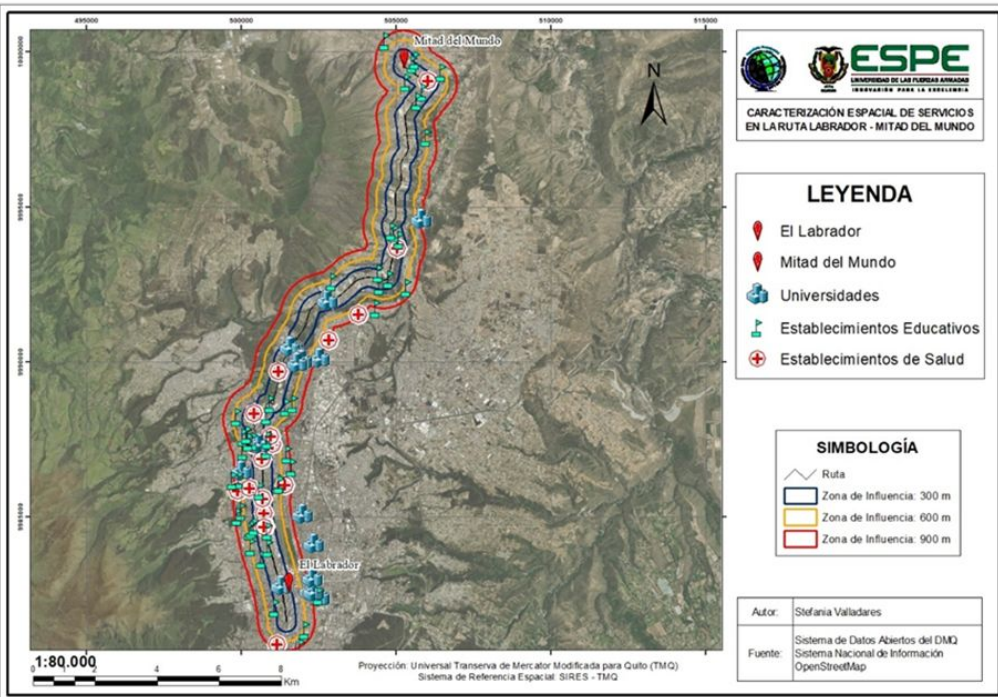 495000 500000 505000 510000 515000
10000000
9995000
9990000
9985000
Mitad del Mundo
El Labrador
N
ESPE
UNIVERSIDAD DE LAS FUERZAS ARMADAS
INNOVACIÓN PARA LA EXCELENCIA
CARACTERIZACIÓN ESPACIAL DE SERVICIOS
EN LA RUTA LABRADOR - MITAD DEL MUNDO
LEYENDA
El Labrador
Mitad del Mundo
Universidades
Establecimientos Educativos
Establecimientos de Salud
SIMBOLOGÍA
Ruta
Zona de Influencia: 300 m
Zona de Influencia: 600 m
Zona de Influencia: 900 m
Autor: Stefania Valladares
Fuente:
Sistema de Datos Abiertos del DMQ
Sistema Nacional de Información
OpenStreetMap
1:80.000
0 2 4 6 8
Km
Proyección: Universal Transversa de Mercator Modificada para Quito (TMQ)
Sistema de Referencia Espacial: SIRES - TMQ